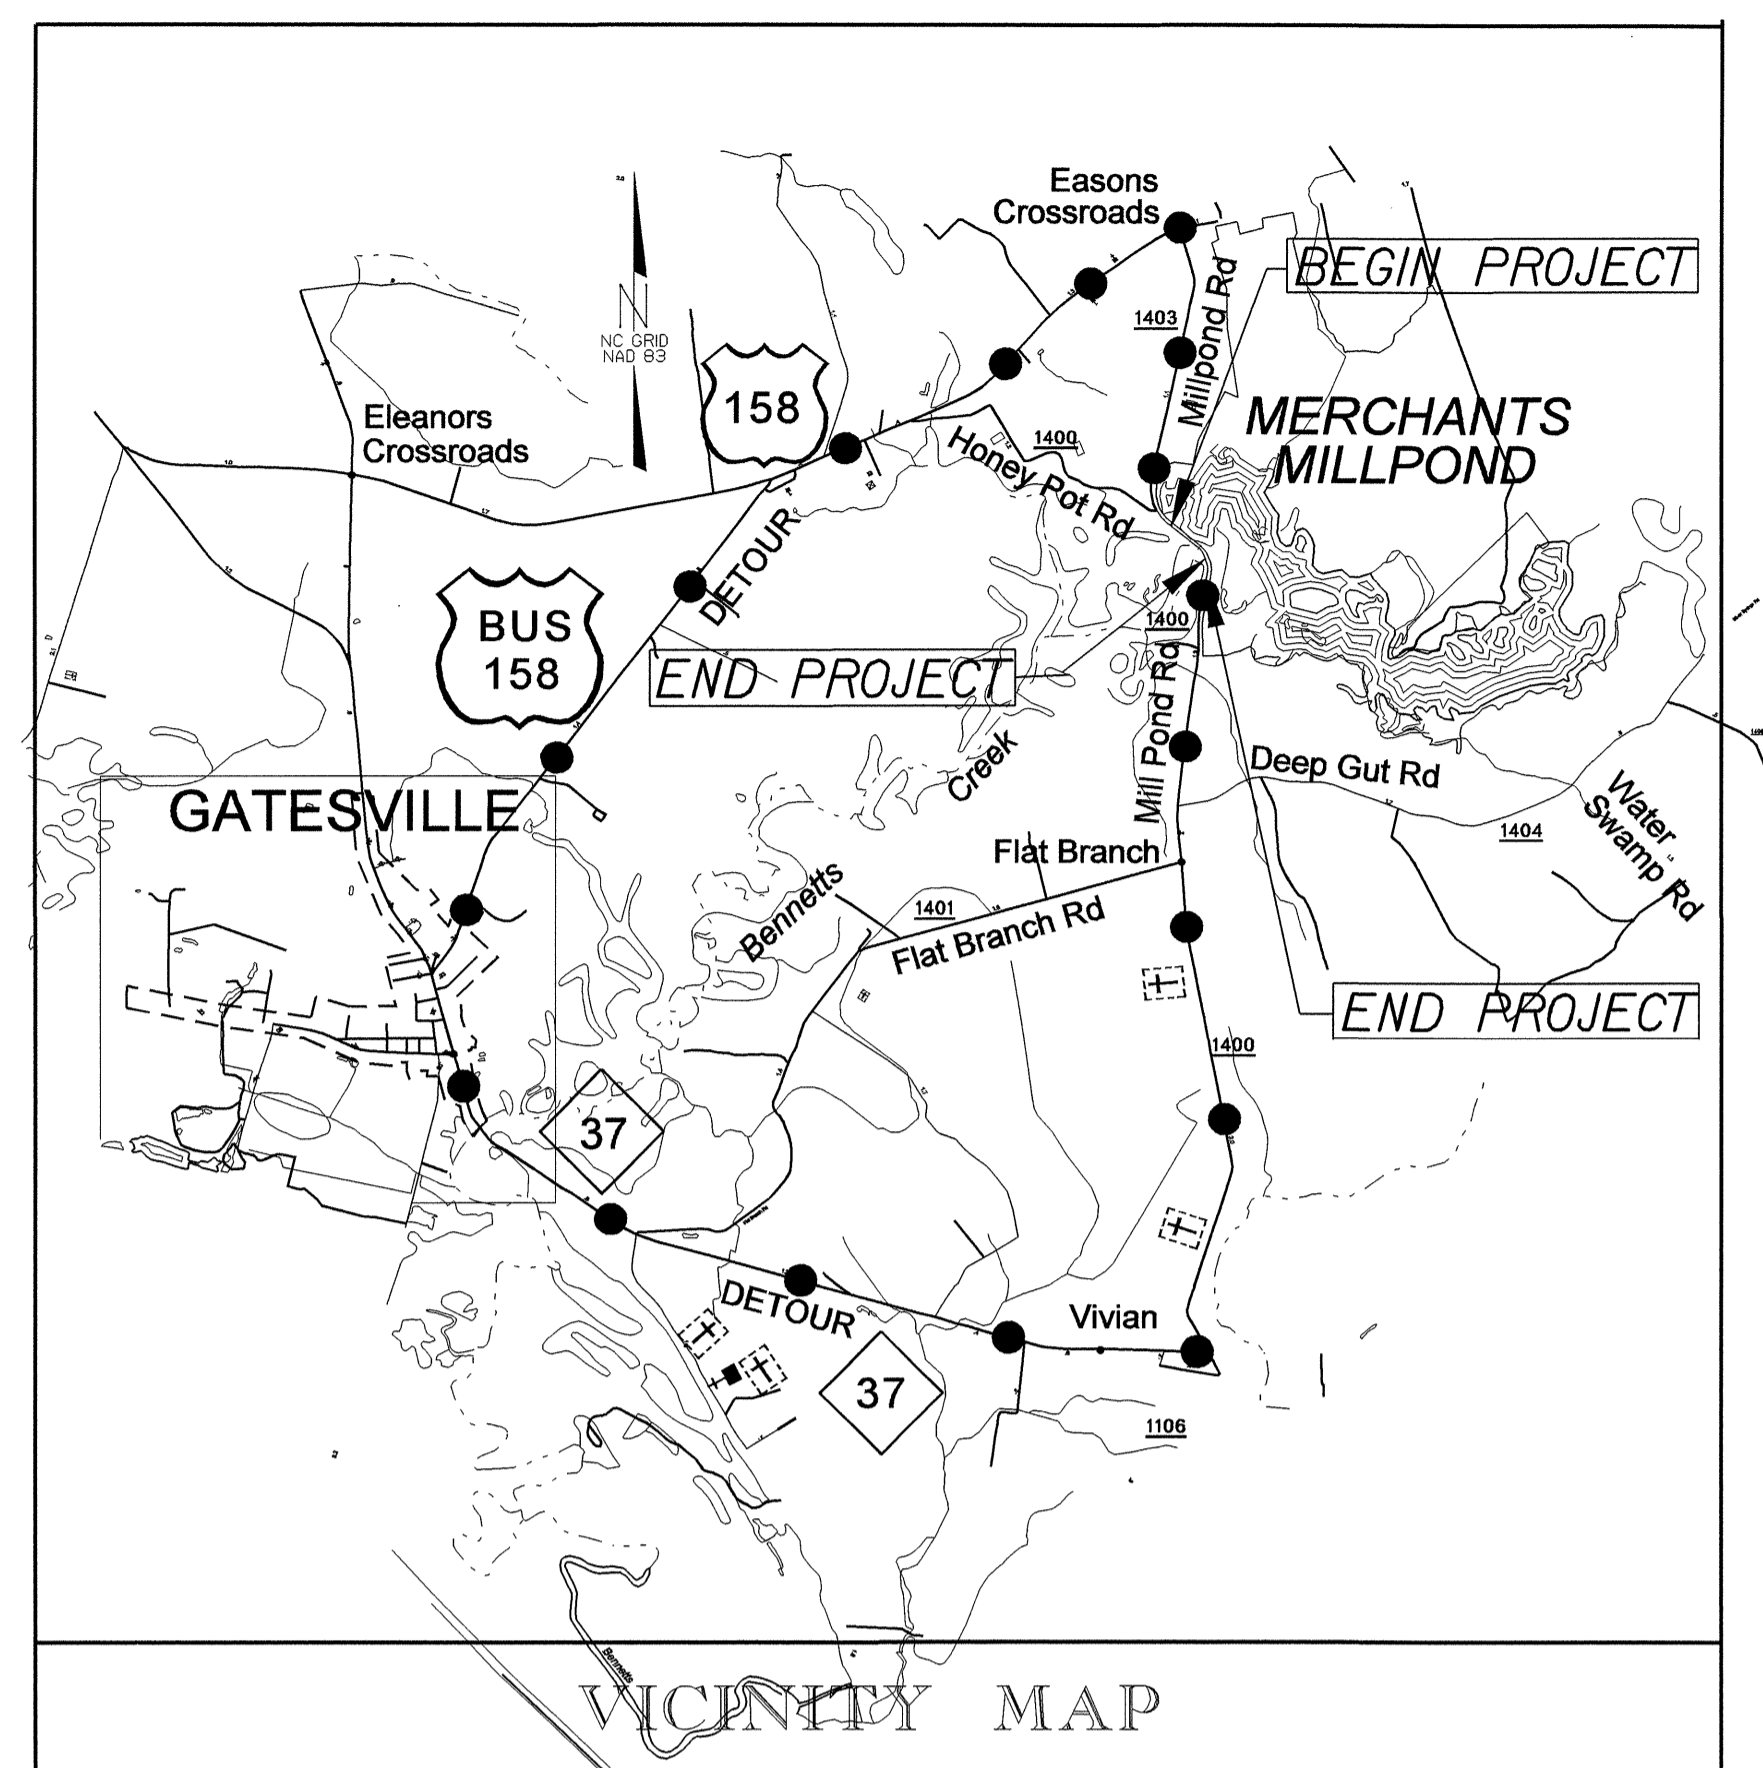 Easons
Crossroads
BEGIN PROJECT
N
NC GRID
NAD 83
1403
Millpond Rd
158
MERCHANTS
MILLPOND
Eleanors
Crossroads
1400
Honey Pot Rd
DETOUR
BUS
158
END PROJECT
1400
Mill Pond Rd
Creek
Deep Gut Rd
GATESVILLE
Water
Swamp Rd
1404
Flat Branch
Bennetts
1401
Flat Branch Rd
END PROJECT
1400
37
DETOUR
Vivian
37
1106
Bennetts
VICINITY MAP